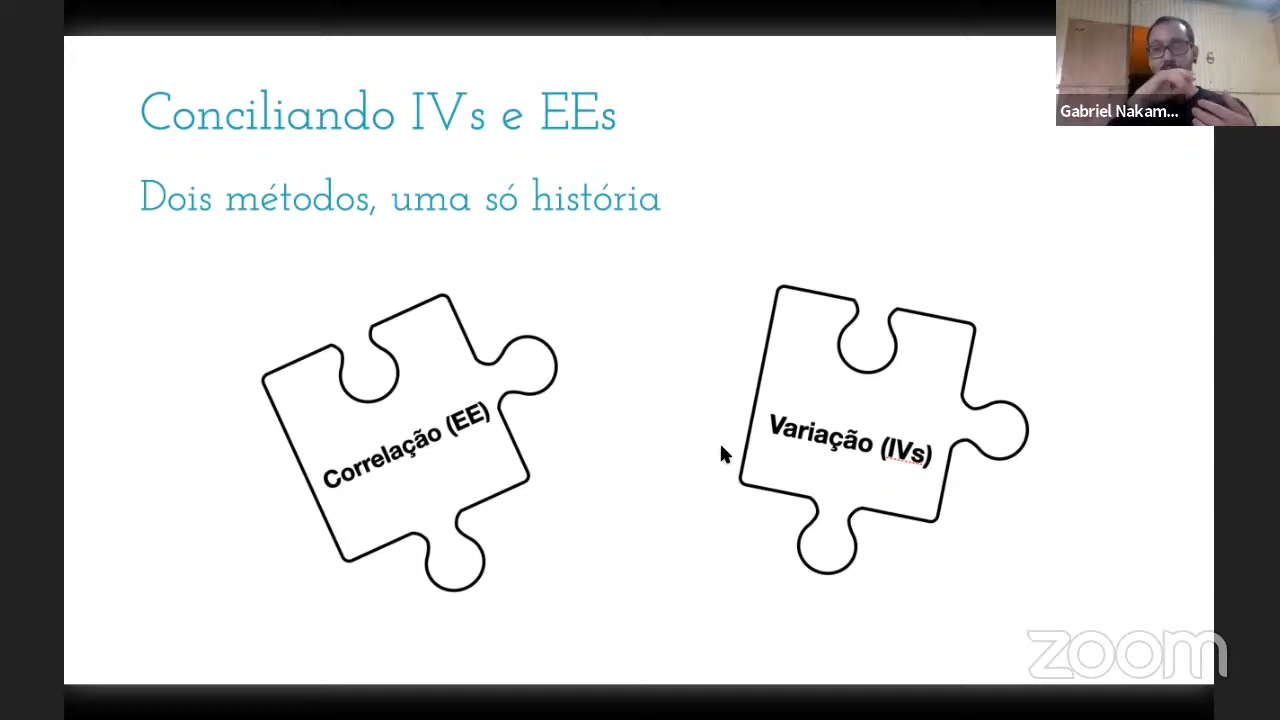 Conciliando IVs e EEs
Dois métodos, uma só história
Correlação (EE)
Variação (IVs)
Gabriel Nakam...
zoom